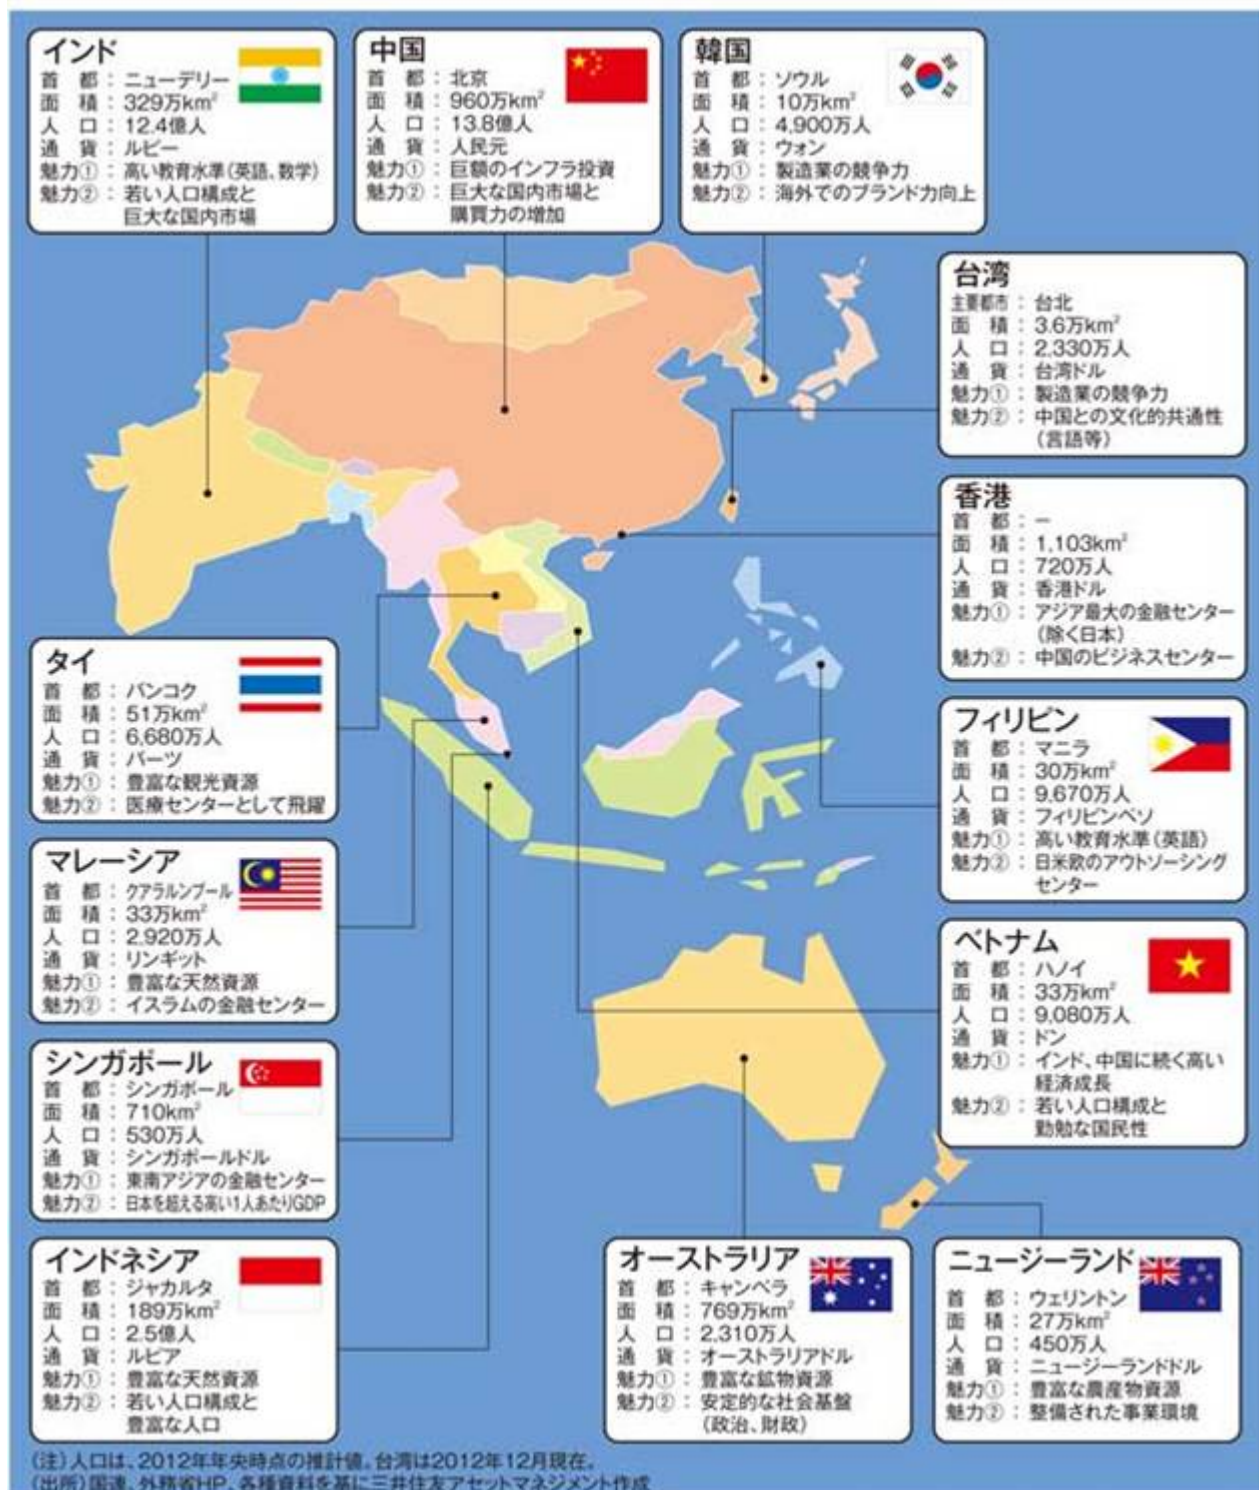 インド
首 都：ニューデリー
面 積：329万km²
人 口：12.4億人
通 貨：ルピー
魅力①：高い教育水準（英語、数学）
魅力②：若い人口構成と
巨大な国内市場
中国
首 都：北京
面 積：960万km²
人 口：13.8億人
通 貨：人民元
魅力①：巨額のインフラ投資
魅力②：巨大な国内市場と
購買力の増加
韓国
首 都：ソウル
面 積：10万km²
人 口：4,900万人
通 貨：ウォン
魅力①：製造業の競争力
魅力②：海外でのブランド力向上
台湾
主要都市：台北
面 積：3.6万km²
人 口：2,330万人
通 貨：台湾ドル
魅力①：製造業の競争力
魅力②：中国との文化的共通性
（言語等）
香港
首 都：－
面 積：1,103km²
人 口：720万人
通 貨：香港ドル
魅力①：アジア最大の金融センター
（除く日本）
魅力②：中国のビジネスセンター
タイ
首 都：バンコク
面 積：51万km²
人 口：6,680万人
通 貨：バーツ
魅力①：豊富な観光資源
魅力②：医療センターとして飛躍
フィリピン
首 都：マニラ
面 積：30万km²
人 口：9,670万人
通 貨：フィリピンペソ
魅力①：高い教育水準（英語）
魅力②：日米欧のアウトソーシング
センター
マレーシア
首 都：クアラルンプール
面 積：33万km²
人 口：2,920万人
通 貨：リンギット
魅力①：豊富な天然資源
魅力②：イスラムの金融センター
ベトナム
首 都：ハノイ
面 積：33万km²
人 口：9,080万人
通 貨：ドン
魅力①：インド、中国に続く高い
経済成長
魅力②：若い人口構成と
勤勉な国民性
シンガポール
首 都：シンガポール
面 積：710km²
人 口：530万人
通 貨：シンガポールドル
魅力①：東南アジアの金融センター
魅力②：日本を超える高い1人あたりGDP
インドネシア
首 都：ジャカルタ
面 積：189万km²
人 口：2.5億人
通 貨：ルピア
魅力①：豊富な天然資源
魅力②：若い人口構成と
豊富な人口
オーストラリア
首 都：キャンベラ
面 積：769万km²
人 口：2,310万人
通 貨：オーストラリアドル
魅力①：豊富な鉱物資源
魅力②：安定的な社会基盤
（政治、財政）
ニュージーランド
首 都：ウェリントン
面 積：27万km²
人 口：450万人
通 貨：ニュージーランドドル
魅力①：豊富な農産物資源
魅力②：整備された事業環境
（注）人口は、2012年年央時点の推計値。台湾は2012年12月現在。
（出所）国連、外務省HP、各種資料を基に三井住友アセットマネジメント作成